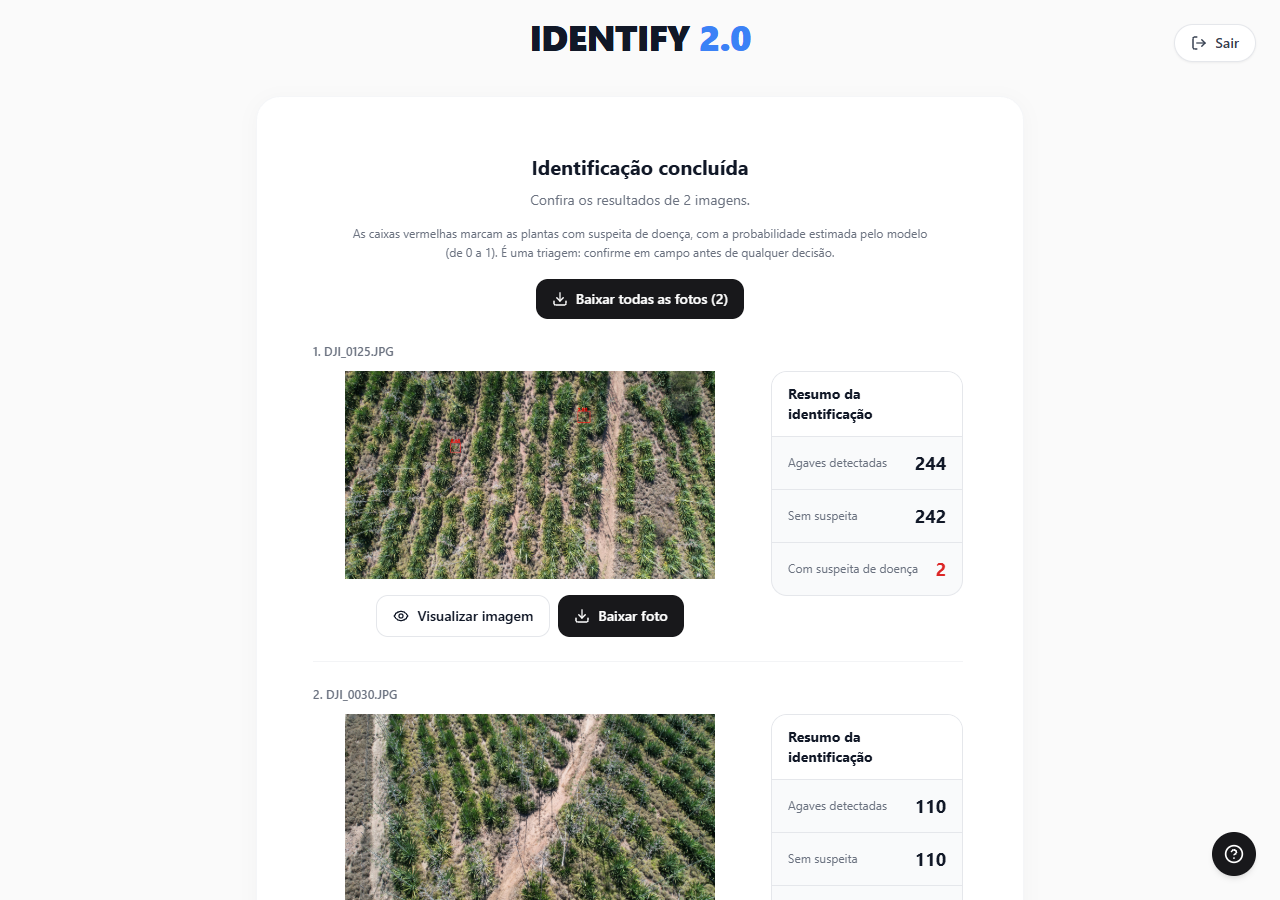 IDENTIFY 2.0
Sair
Identificação concluída
Confira os resultados de 2 imagens.
As caixas vermelhas marcam as plantas com suspeita de doença, com a probabilidade estimada pelo modelo
(de 0 a 1). É uma triagem: confirme em campo antes de qualquer decisão.
Baixar todas as fotos (2)
1. DJI_0125.JPG
Resumo da
identificação
Agaves detectadas 244
Sem suspeita 242
Com suspeita de doença 2
Visualizar imagem
Baixar foto
2. DJI_0030.JPG
Resumo da
identificação
Agaves detectadas 110
Sem suspeita 110